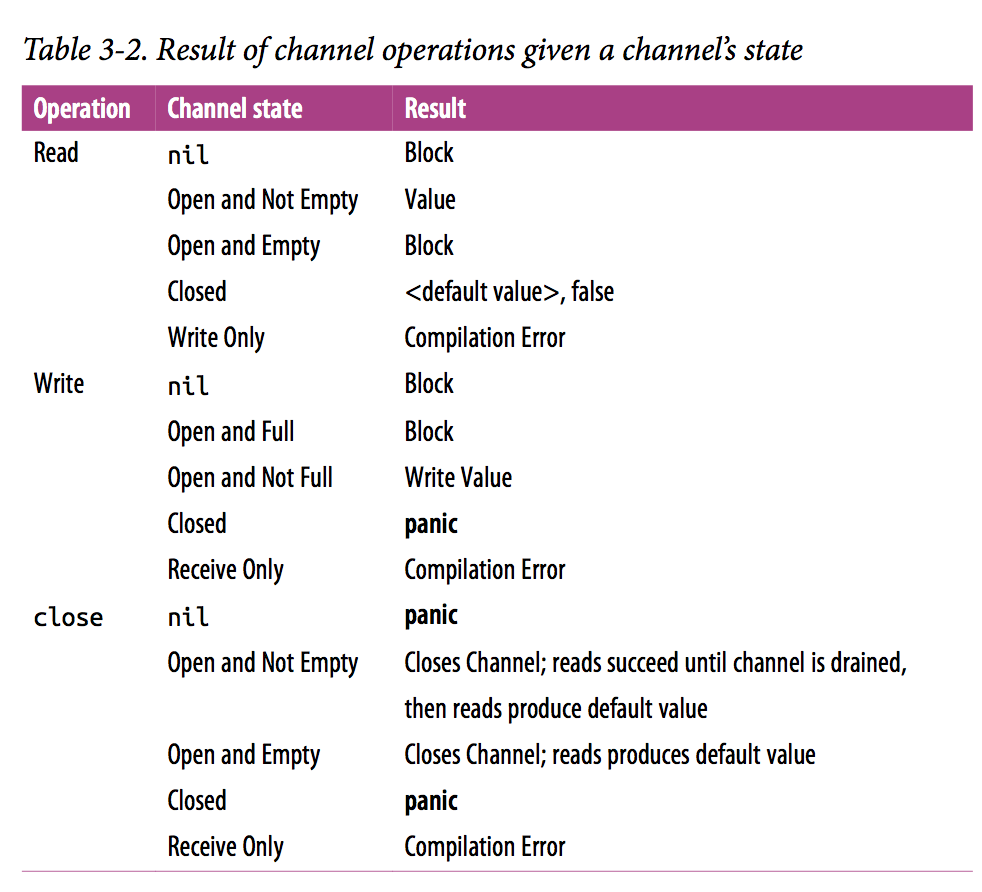 Table 3-2. Result of channel operations given a channel’s state
Operation Channel state Result
Read nil Block
Open and Not Empty Value
Open and Empty Block
Closed <default value>, false
Write Only Compilation Error
Write nil Block
Open and Full Block
Open and Not Full Write Value
Closed panic
Receive Only Compilation Error
close nil panic
Open and Not Empty Closes Channel; reads succeed until channel is drained,
then reads produce default value
Open and Empty Closes Channel; reads produces default value
Closed panic
Receive Only Compilation Error